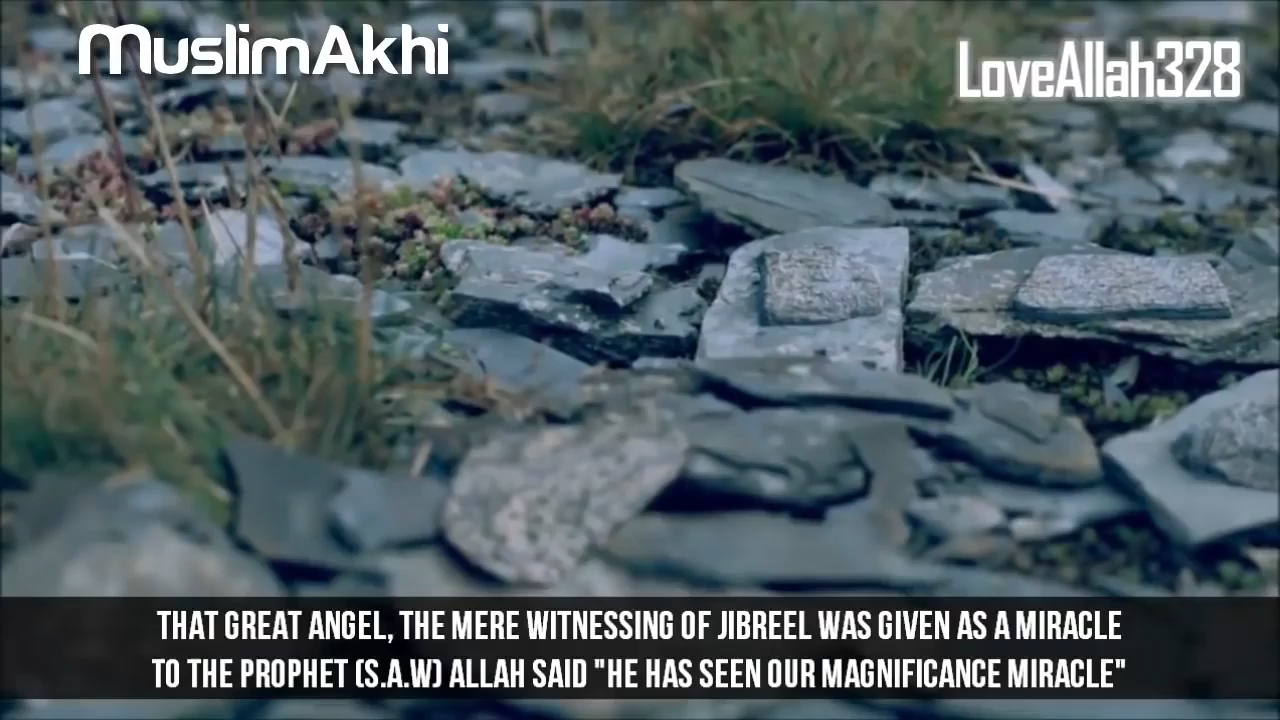 MuslimAkhi
LoveAllah328
THAT GREAT ANGEL, THE MERE WITNESSING OF JIBREEL WAS GIVEN AS A MIRACLE
TO THE PROPHET (S.A.W) ALLAH SAID "HE HAS SEEN OUR MAGNIFICANCE MIRACLE"